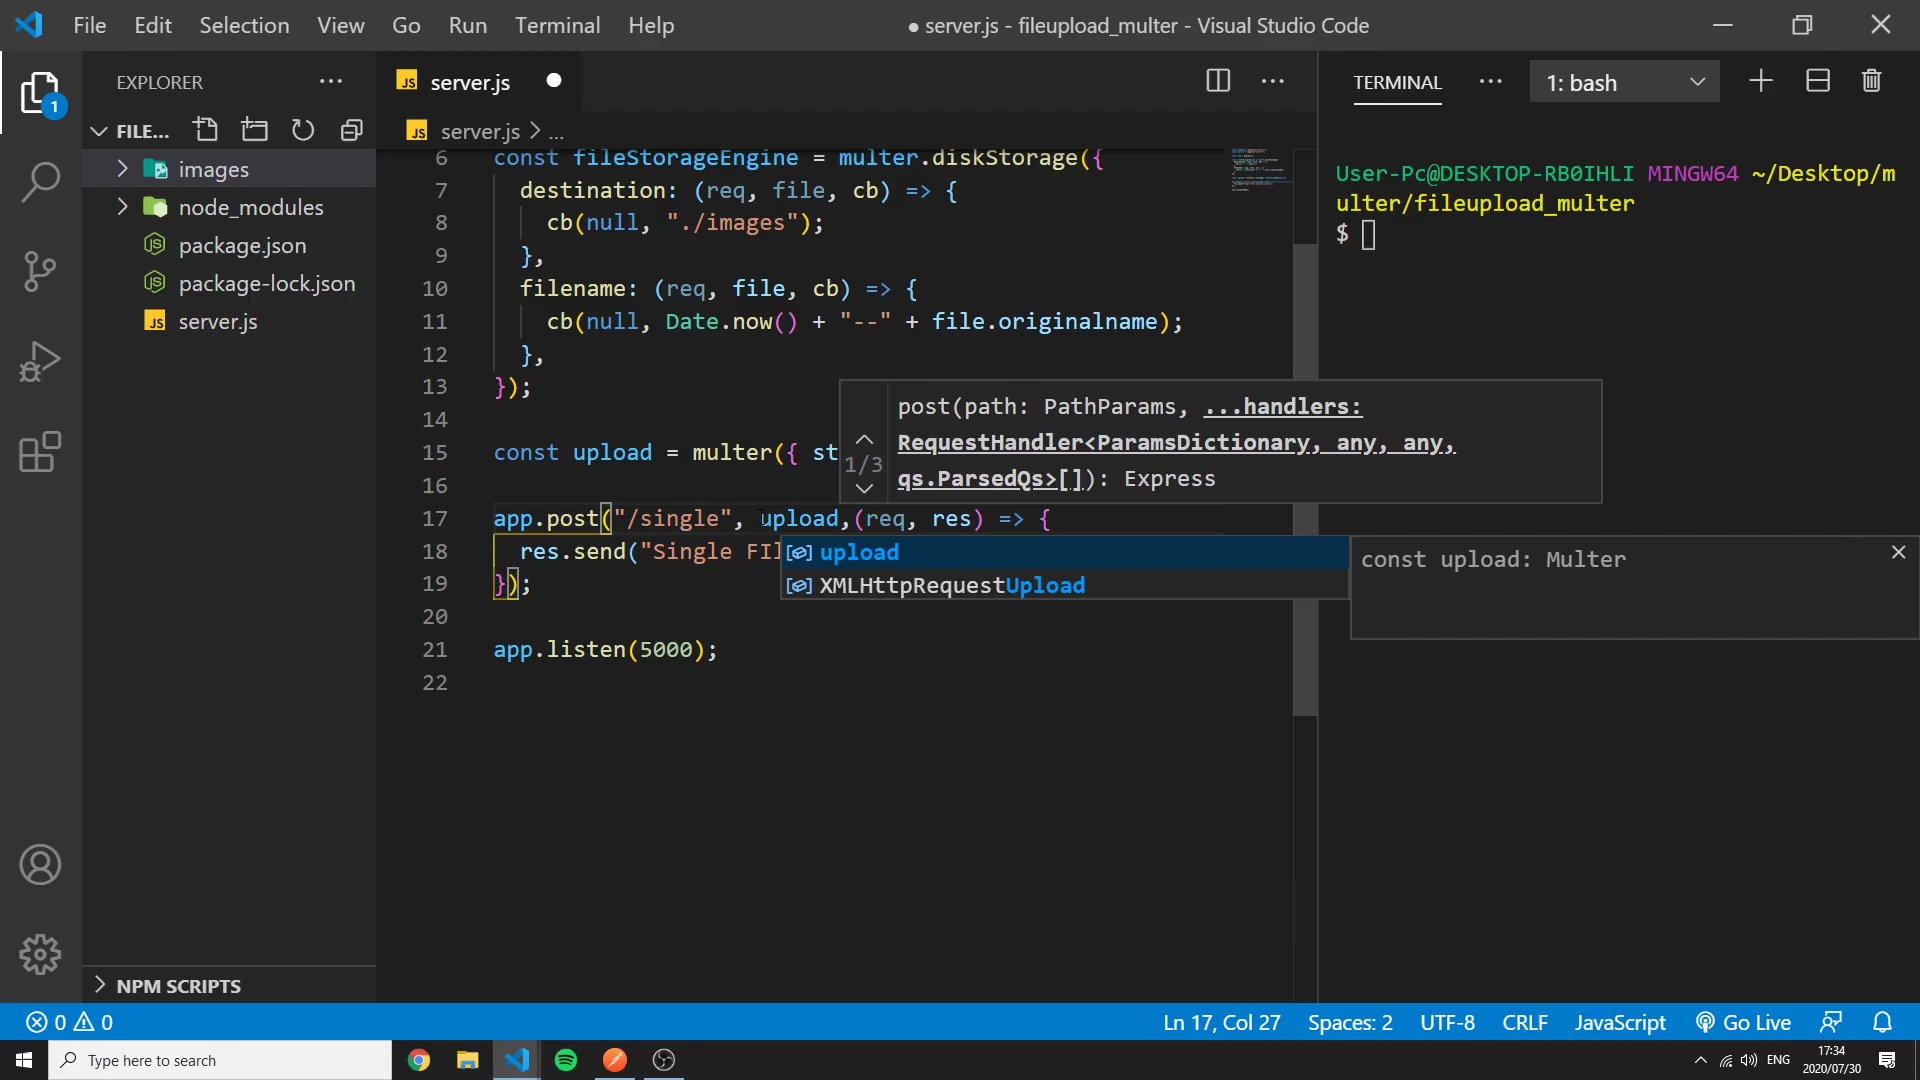 File Edit Selection View Go Run Terminal Help
● server.js - fileupload_multer - Visual Studio Code
1
EXPLORER
FILE...
images
node_modules
package.json
package-lock.json
JS server.js
NPM SCRIPTS
JS server.js
JS server.js > ...
6 const fileStorageEngine = multer.diskStorage({
7 destination: (req, file, cb) => {
8 cb(null, "./images");
9 },
10 filename: (req, file, cb) => {
11 cb(null, Date.now() + "--" + file.originalname);
12 },
13 });
14
15 const upload = multer({ st
16
17 app.post("/single", upload,(req, res) => {
18 res.send("Single FI
19 });
20
21 app.listen(5000);
22
post(path: PathParams, ...handlers:
1/3
RequestHandler<ParamsDictionary, any, any,
qs.ParsedQs>[]): Express
upload
XMLHttpRequestUpload
const upload: Multer
TERMINAL
1: bash
User-Pc@DESKTOP-RB0IHLI MINGW64 ~/Desktop/m
ulter/fileupload_multer
$
0 0
Ln 17, Col 27 Spaces: 2 UTF-8 CRLF JavaScript Go Live
Type here to search
ENG
17:34
2020/07/30